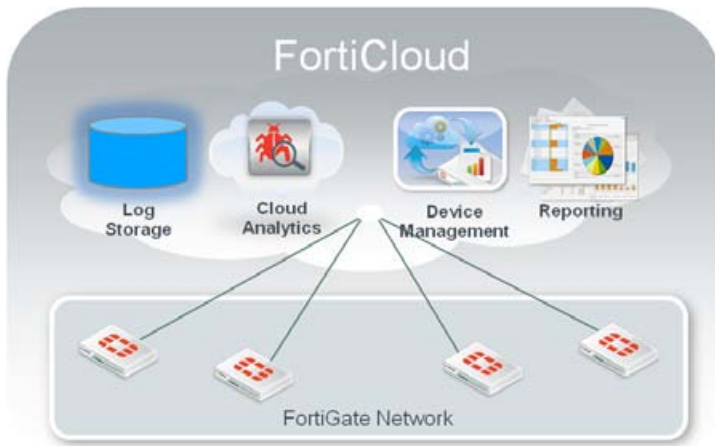 FortiCloud
Log
Storage
Cloud
Analytics
Device
Management
Reporting
FortiGate Network